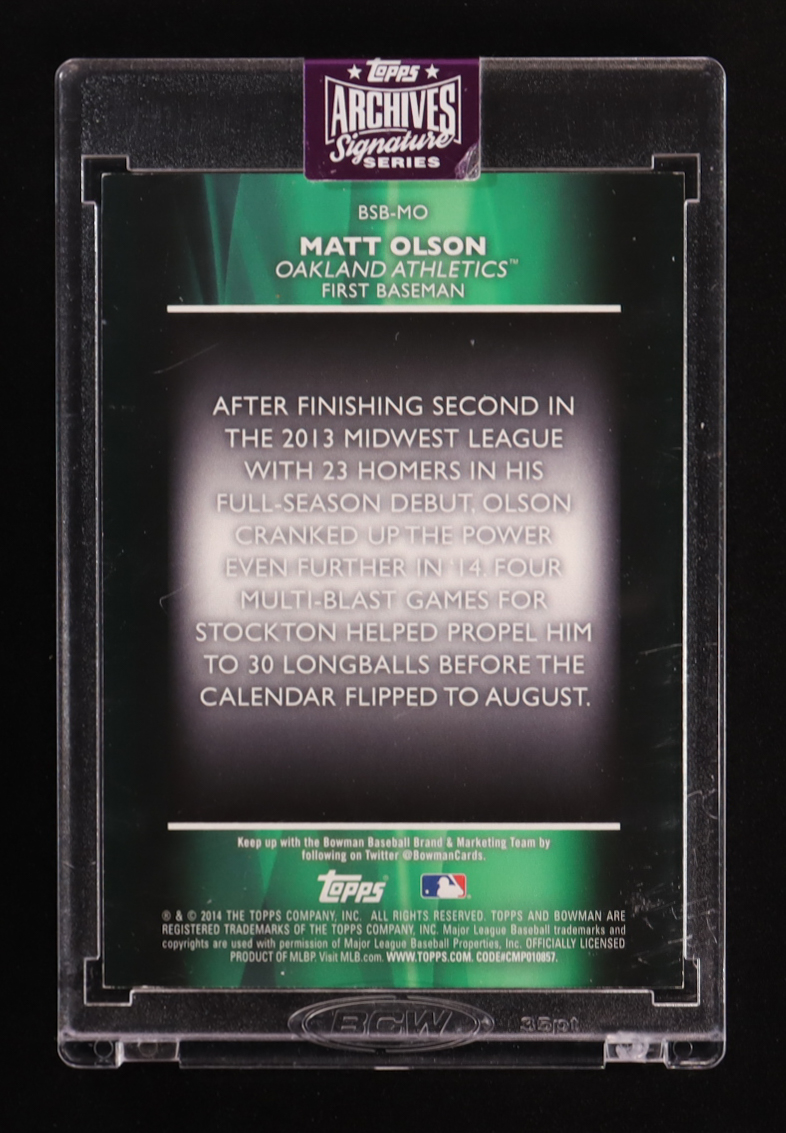 Topps
ARCHIVES
Signature
SERIES
BSB-MO
MATT OLSON
OAKLAND ATHLETICS™
FIRST BASEMAN
AFTER FINISHING SECOND IN
THE 2013 MIDWEST LEAGUE
WITH 23 HOMERS IN HIS
FULL-SEASON DEBUT, OLSON
CRANKED UP THE POWER
EVEN FURTHER IN '14. FOUR
MULTI-BLAST GAMES FOR
STOCKTON HELPED PROPEL HIM
TO 30 LONGBALLS BEFORE THE
CALENDAR FLIPPED TO AUGUST.
Keep up with the Bowman Baseball Brand & Marketing Team by
following on Twitter @BowmanCards.
Topps®
® & © 2014 THE TOPPS COMPANY, INC. ALL RIGHTS RESERVED. TOPPS AND BOWMAN ARE
REGISTERED TRADEMARKS OF THE TOPPS COMPANY, INC. Major League Baseball trademarks and
copyrights are used with permission of Major League Baseball Properties, Inc. OFFICIALLY LICENSED
PRODUCT OF MLBP. Visit MLB.com. WWW.TOPPS.COM. CODE#CMP010857.
BCW 35pt